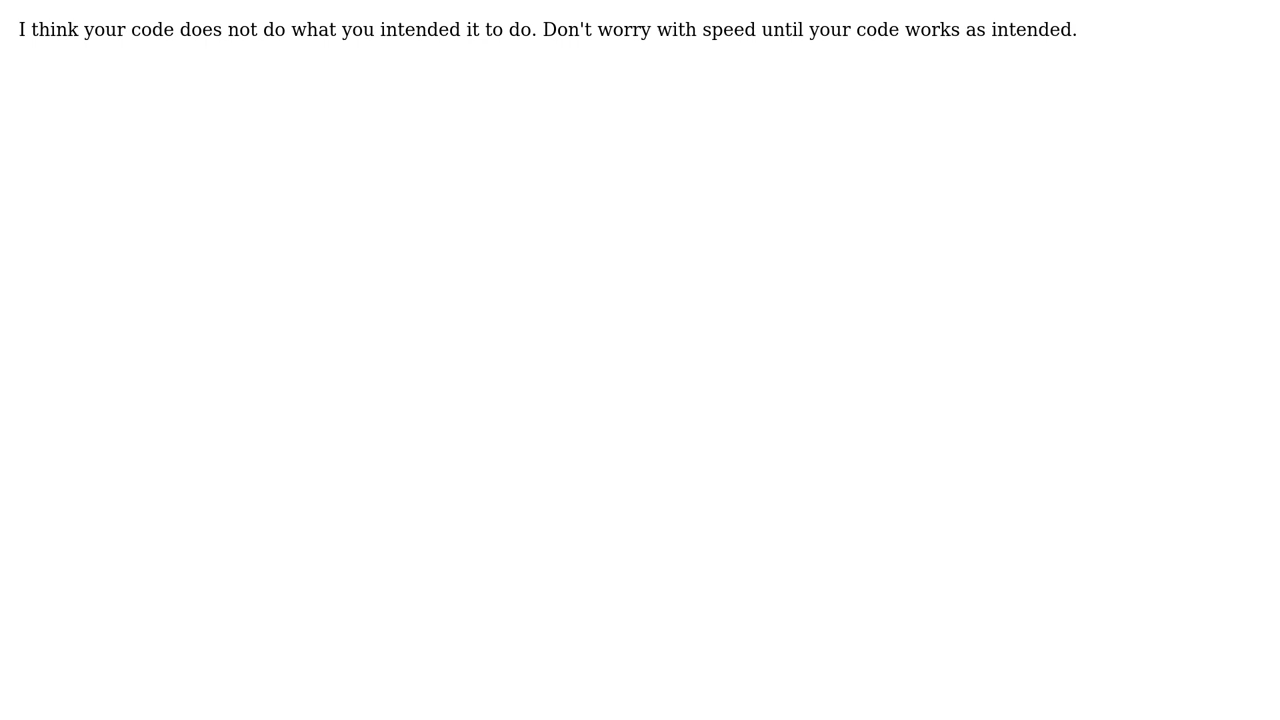 I think your code does not do what you intended it to do. Don't worry with speed until your code works as intended.